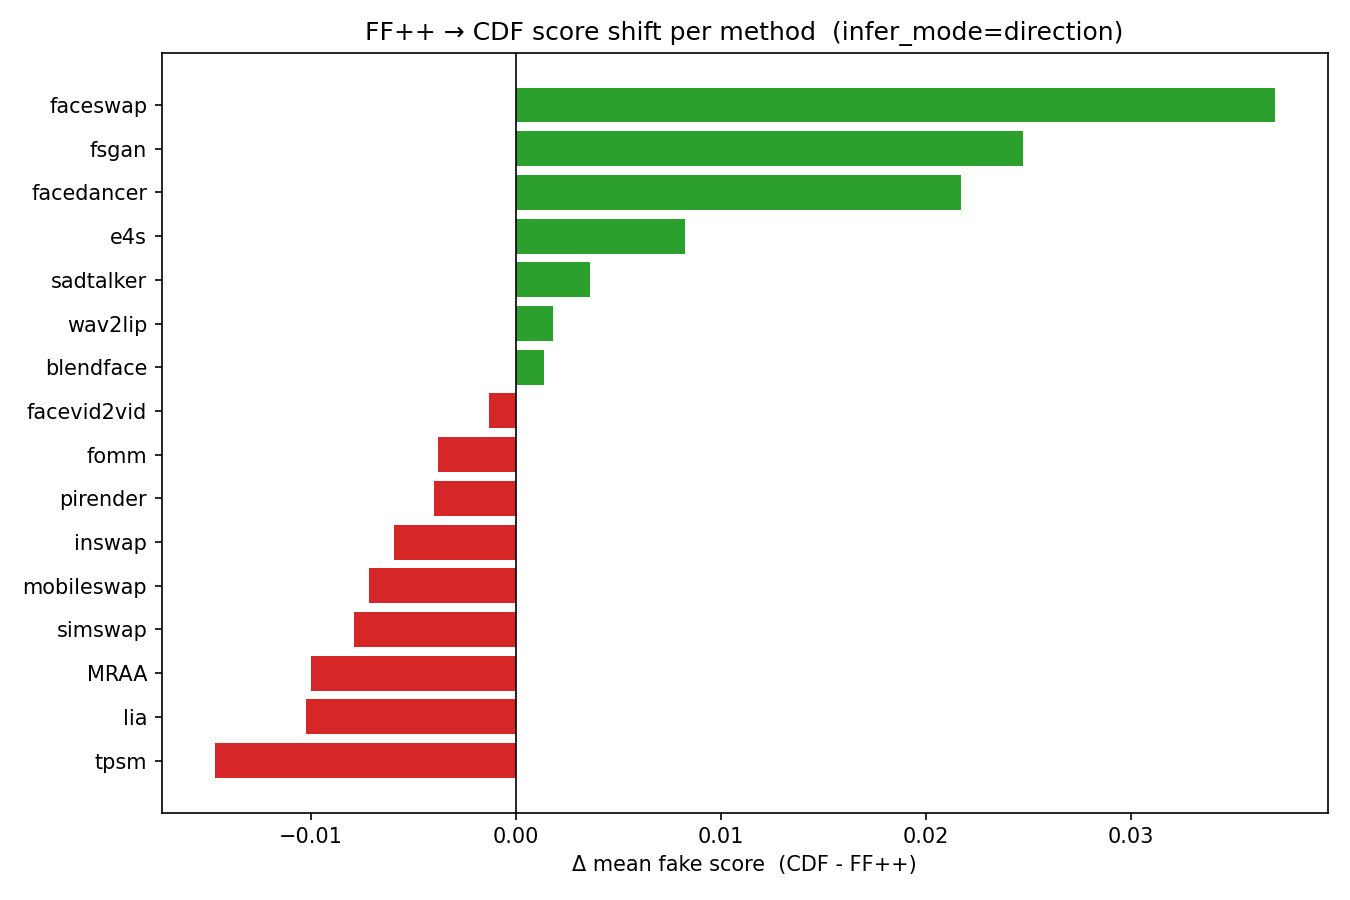 FF++ → CDF score shift per method  (infer_mode=direction)
faceswap
fsgan
facedancer
e4s
sadtalker
wav2lip
blendface
facevid2vid
fomm
pirender
inswap
mobileswap
simswap
MRAA
lia
tpsm
−0.01 0.00 0.01 0.02 0.03
Δ mean fake score  (CDF - FF++)